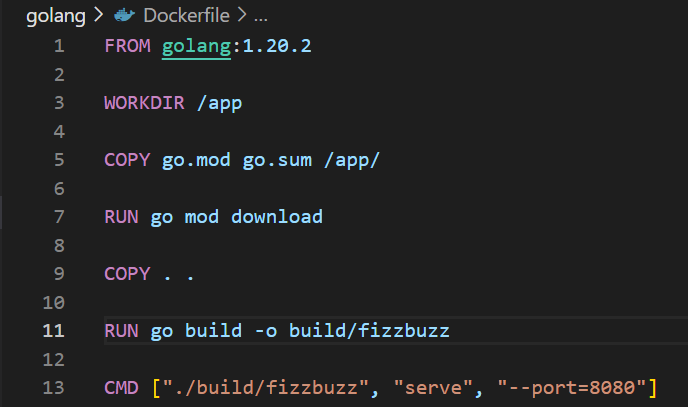 golang > Dockerfile > ...
1 FROM golang:1.20.2
2
3 WORKDIR /app
4
5 COPY go.mod go.sum /app/
6
7 RUN go mod download
8
9 COPY . .
10
11 RUN go build -o build/fizzbuzz
12
13 CMD ["./build/fizzbuzz", "serve", "--port=8080"]